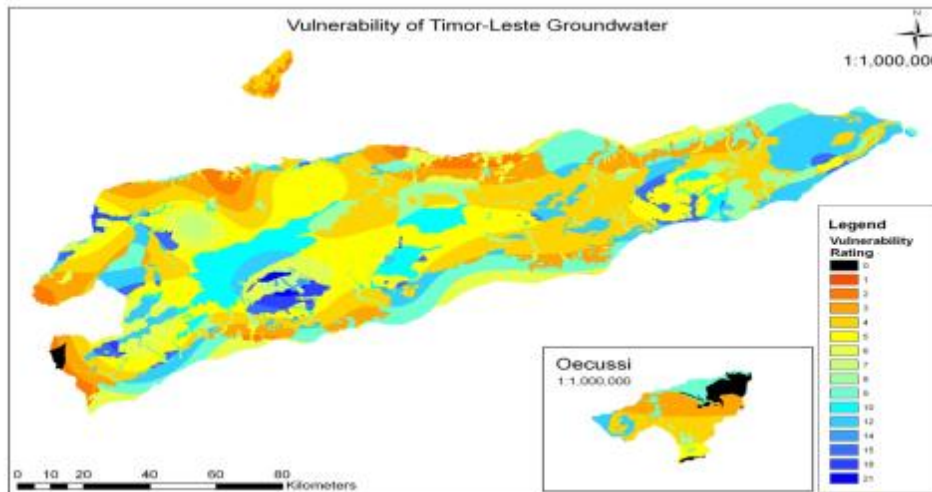 Vulnerability of Timor-Leste Groundwater
N
1:1,000,000
Legend
Vulnerability
Rating
0
1
2
3
4
5
6
7
8
9
10
12
14
15
18
21
Oecussi
1:1,000,000
0 10 20 40 60 80
Kilometers